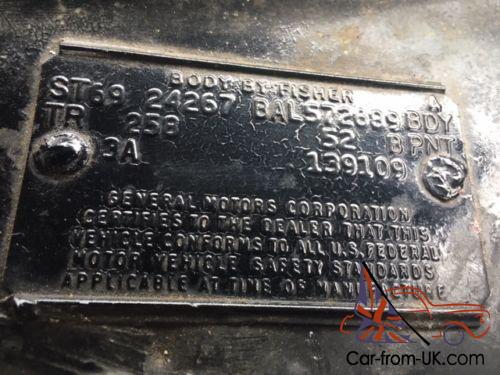 BODY BY FISHER
ST69 24267 BAL572689 BDY
TR 258 52 B PNT
3A 139109
GENERAL MOTORS CORPORATION
CERTIFIES TO THE DEALER THAT THIS
VEHICLE CONFORMS TO ALL U.S. FEDERAL
MOTOR VEHICLE SAFETY STANDARDS
APPLICABLE AT TIME OF MANUFACTURE
Car-from-UK.com